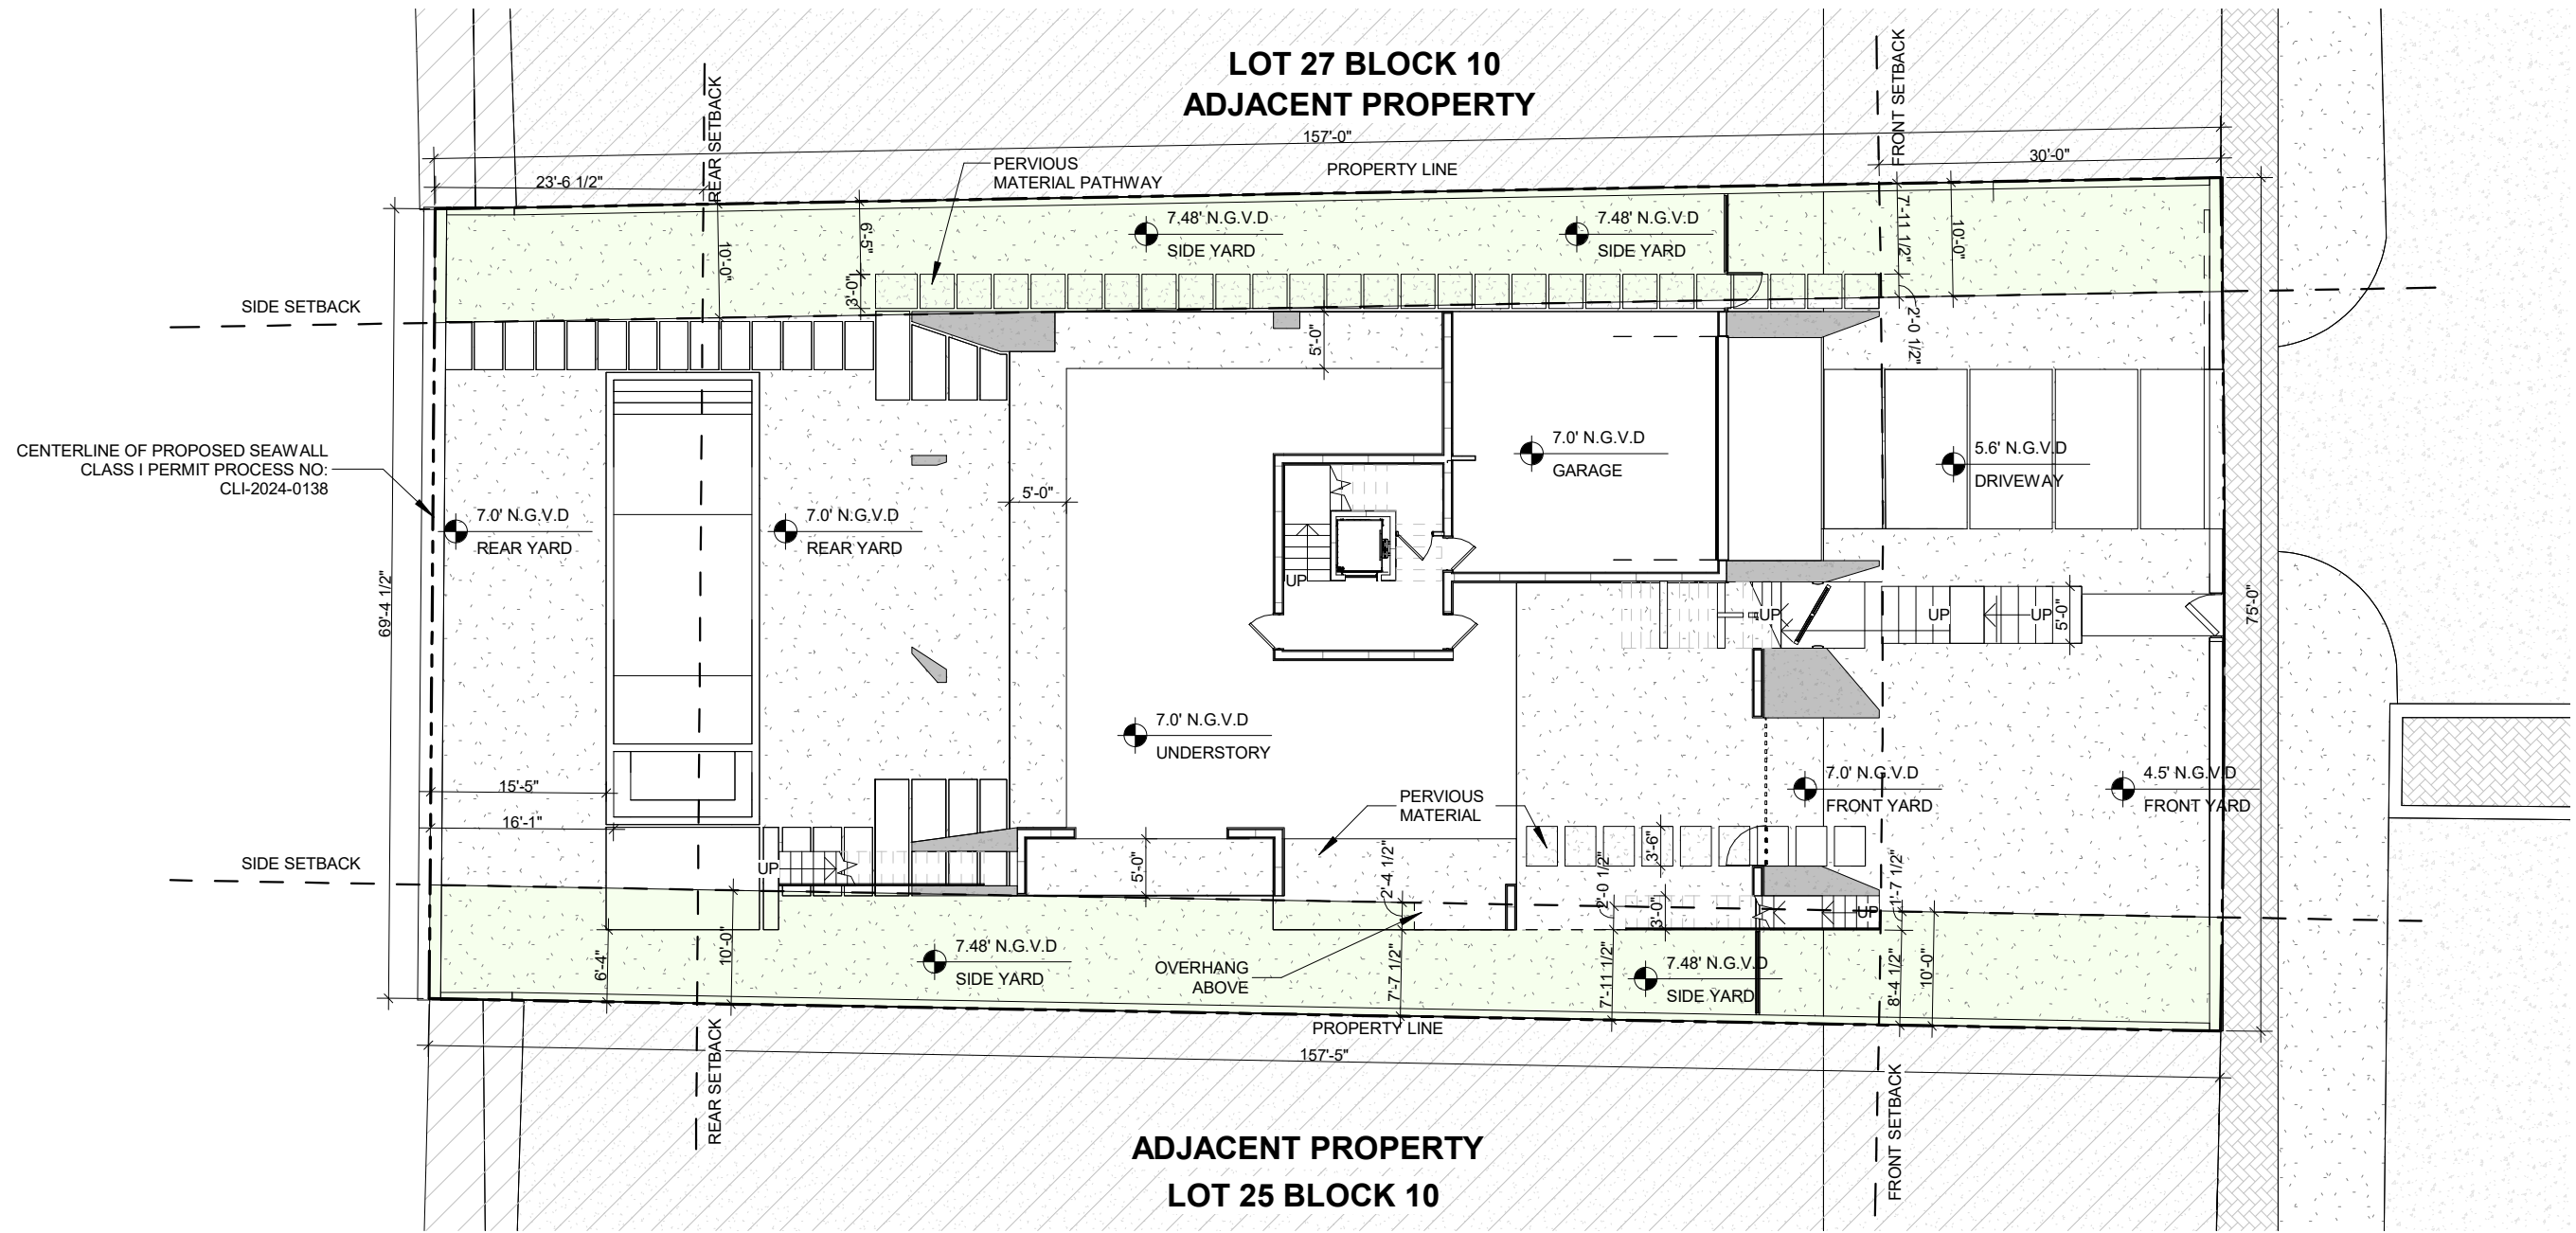 LOT 27 BLOCK 10
ADJACENT PROPERTY
157'-0"
REAR SETBACK
FRONT SETBACK
PERVIOUS
MATERIAL PATHWAY
PROPERTY LINE
30'-0"
23'-6 1/2"
7.48' N.G.V.D
SIDE YARD
7.48' N.G.V.D
SIDE YARD
6'-5"
10'-0"
7'-11 1/2"
10'-0"
3'-0"
SIDE SETBACK
2'-0 1/2"
5'-0"
CENTERLINE OF PROPOSED SEAWALL
CLASS I PERMIT PROCESS NO:
CLI-2024-0138
7.0' N.G.V.D
GARAGE
5.6' N.G.V.D
DRIVEWAY
5'-0"
7.0' N.G.V.D
REAR YARD
7.0' N.G.V.D
REAR YARD
UP
69'-4 1/2"
75'-0"
UP
UP
UP
5'-0"
7.0' N.G.V.D
UNDERSTORY
15'-5"
16'-1"
PERVIOUS
MATERIAL
7.0' N.G.V.D
FRONT YARD
4.5' N.G.V.D
FRONT YARD
3'-6"
SIDE SETBACK
UP
5'-0"
2'-4 1/2"
2'-0 1/2"
3'-0"
UP
1'-7 1/2"
6'-4"
10'-0"
7.48' N.G.V.D
SIDE YARD
OVERHANG
ABOVE
7'-7 1/2"
7'-11 1/2"
7.48' N.G.V.D
SIDE YARD
8'-4 1/2"
10'-0"
PROPERTY LINE
157'-5"
REAR SETBACK
FRONT SETBACK
ADJACENT PROPERTY
LOT 25 BLOCK 10